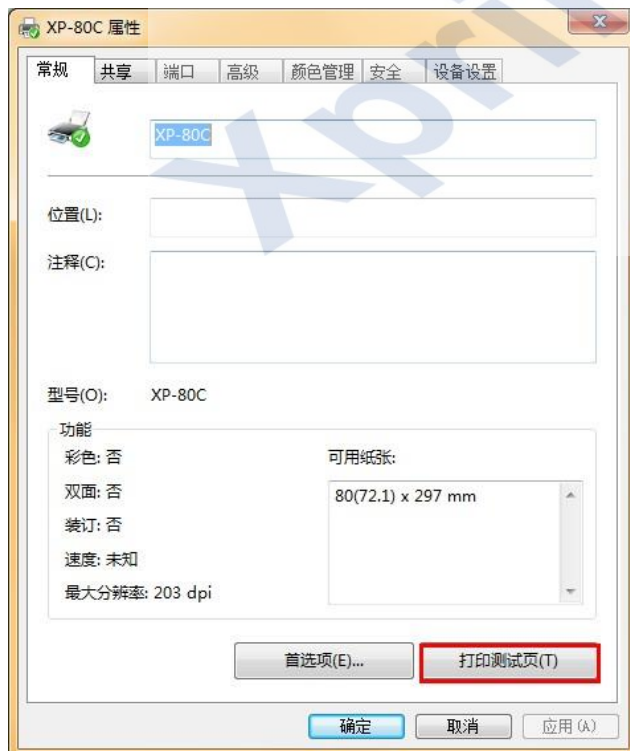 XP-80C 属性
常规 共享 端口 高级 颜色管理 安全 设备设置
XP-80C
位置(L):
注释(C):
型号(O): XP-80C
功能
彩色: 否 可用纸张:
双面: 否 80(72.1) x 297 mm
装订: 否
速度: 未知
最大分辨率: 203 dpi
首选项(E)... 打印测试页(T)
确定 取消 应用(A)
Xpri